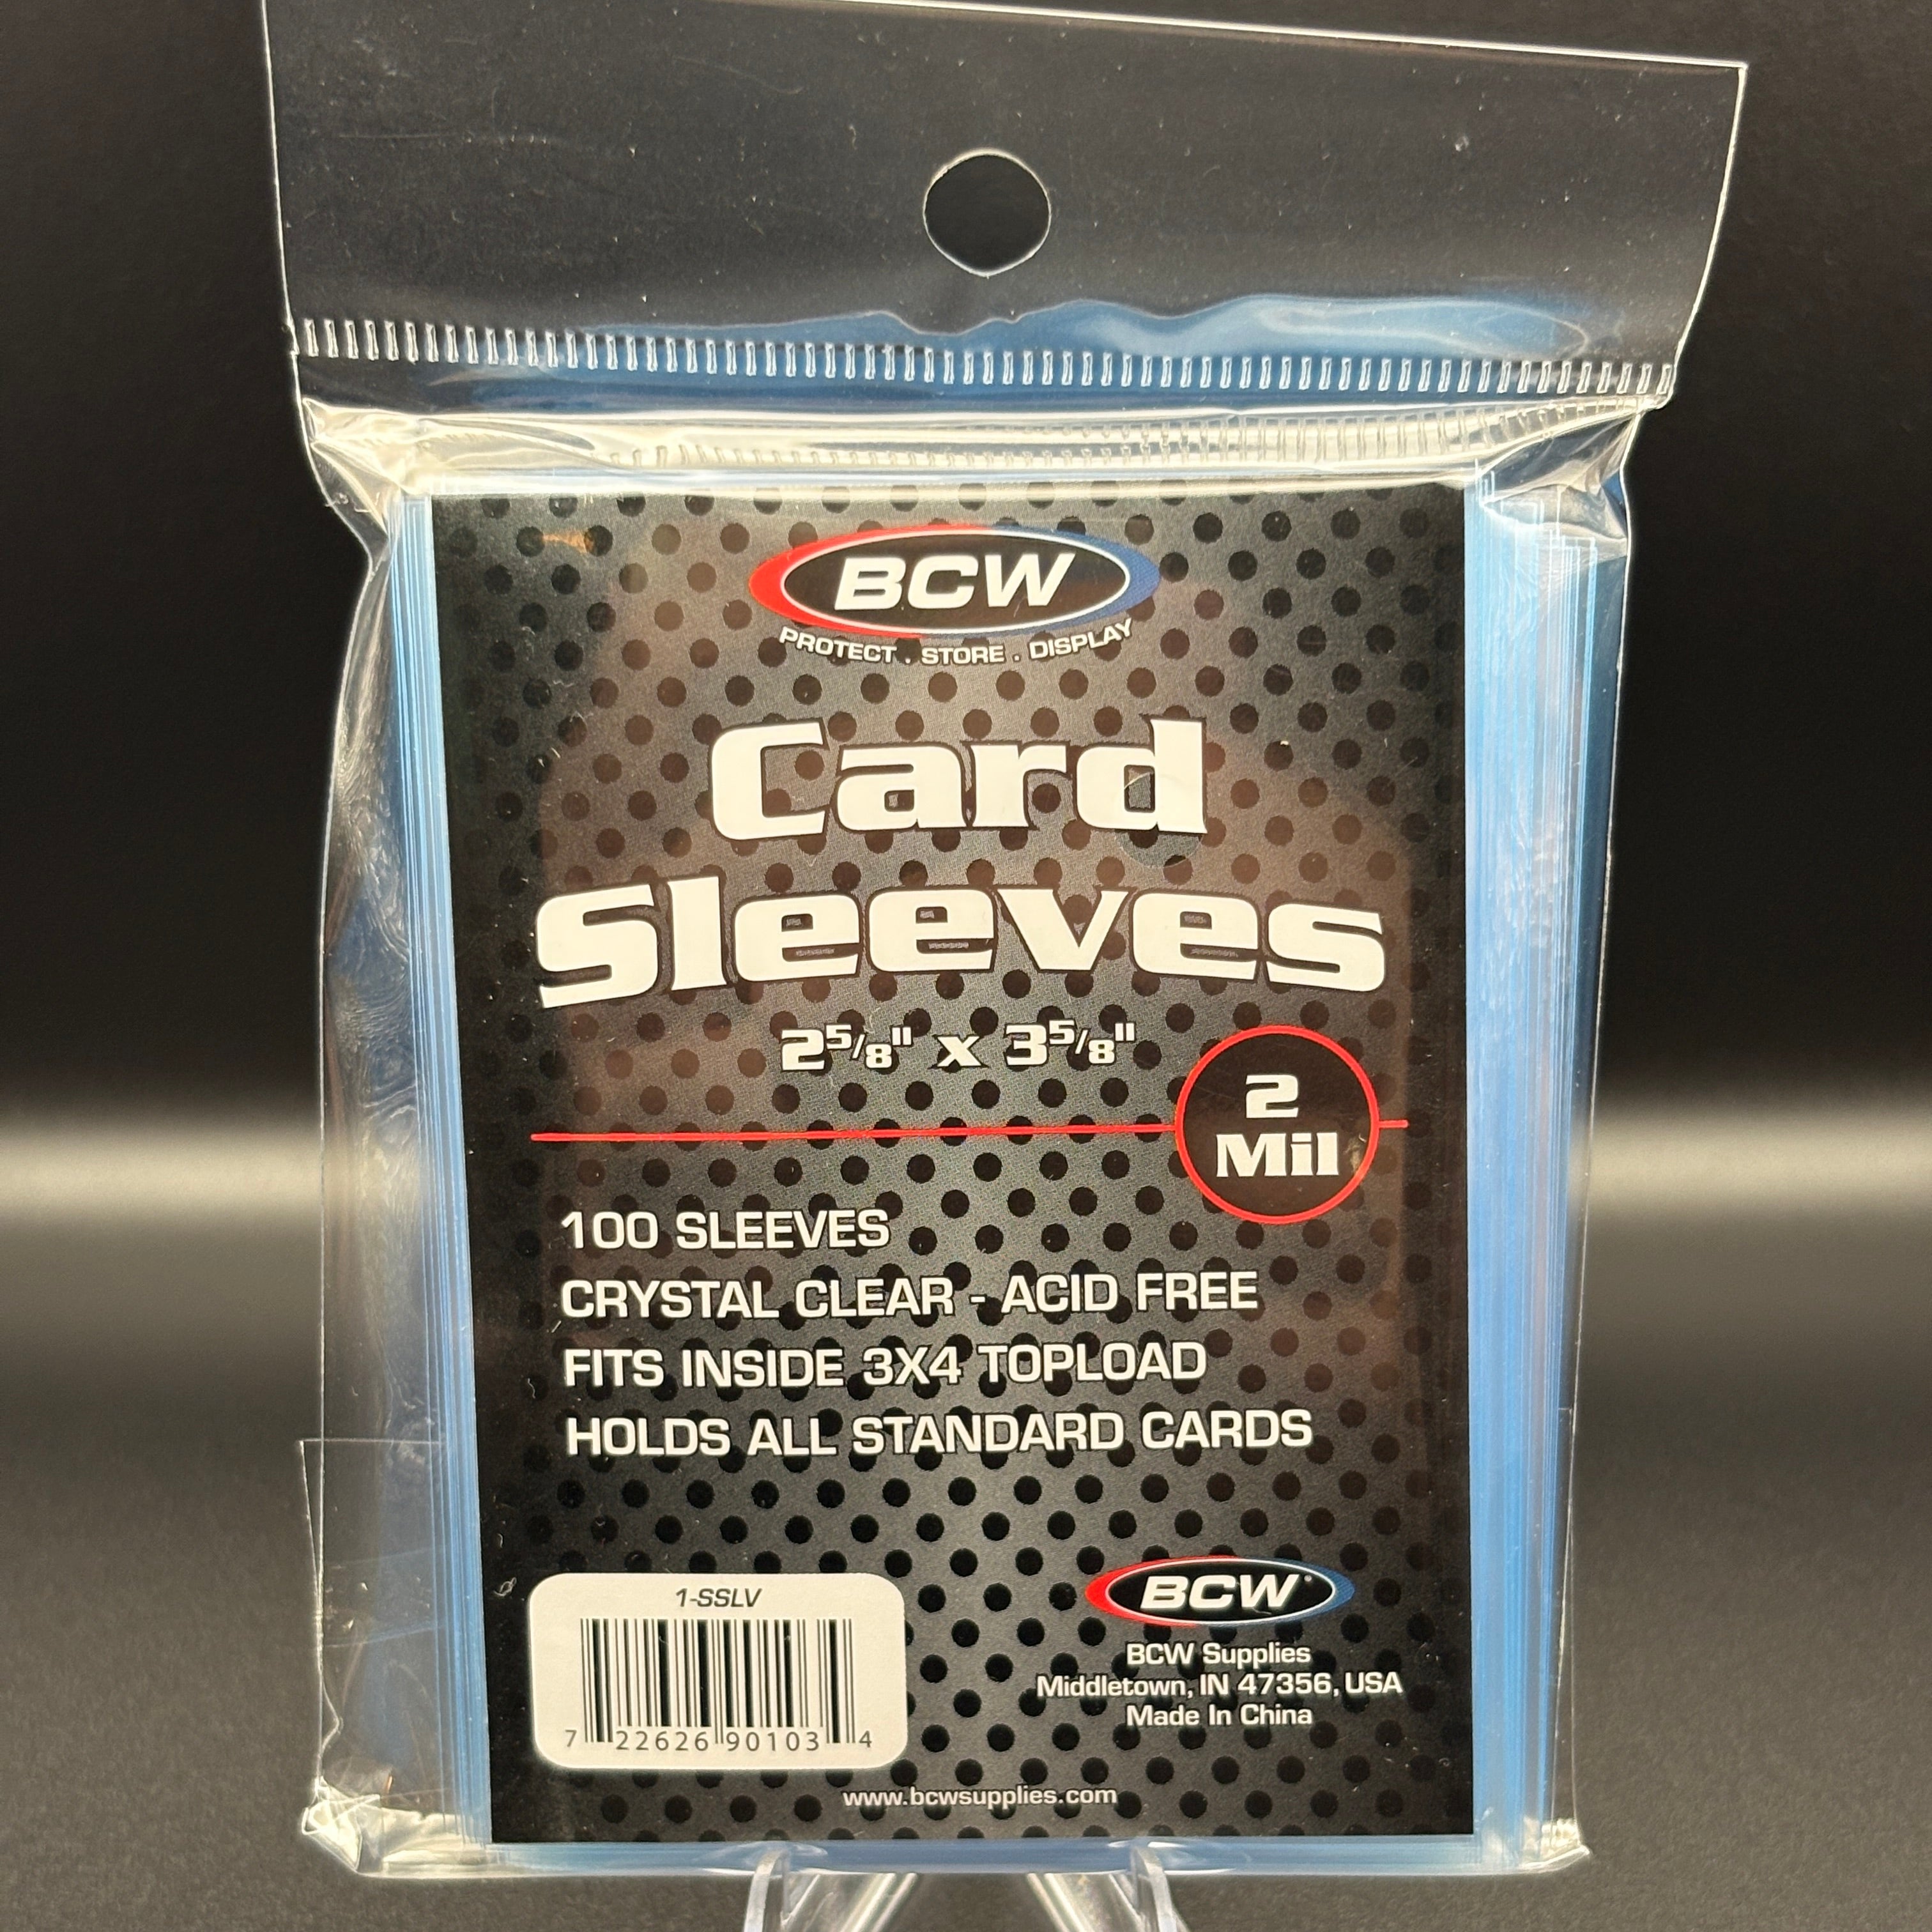 BCW
PROTECT . STORE . DISPLAY
Card
Sleeves
2 5/8" x 3 5/8"
2
Mil
100 SLEEVES
CRYSTAL CLEAR - ACID FREE
FITS INSIDE 3X4 TOPLOAD
HOLDS ALL STANDARD CARDS
1-SSLV
7 22626 90103 4
BCW
BCW Supplies
Middletown, IN 47356, USA
Made In China
www.bcwsupplies.com